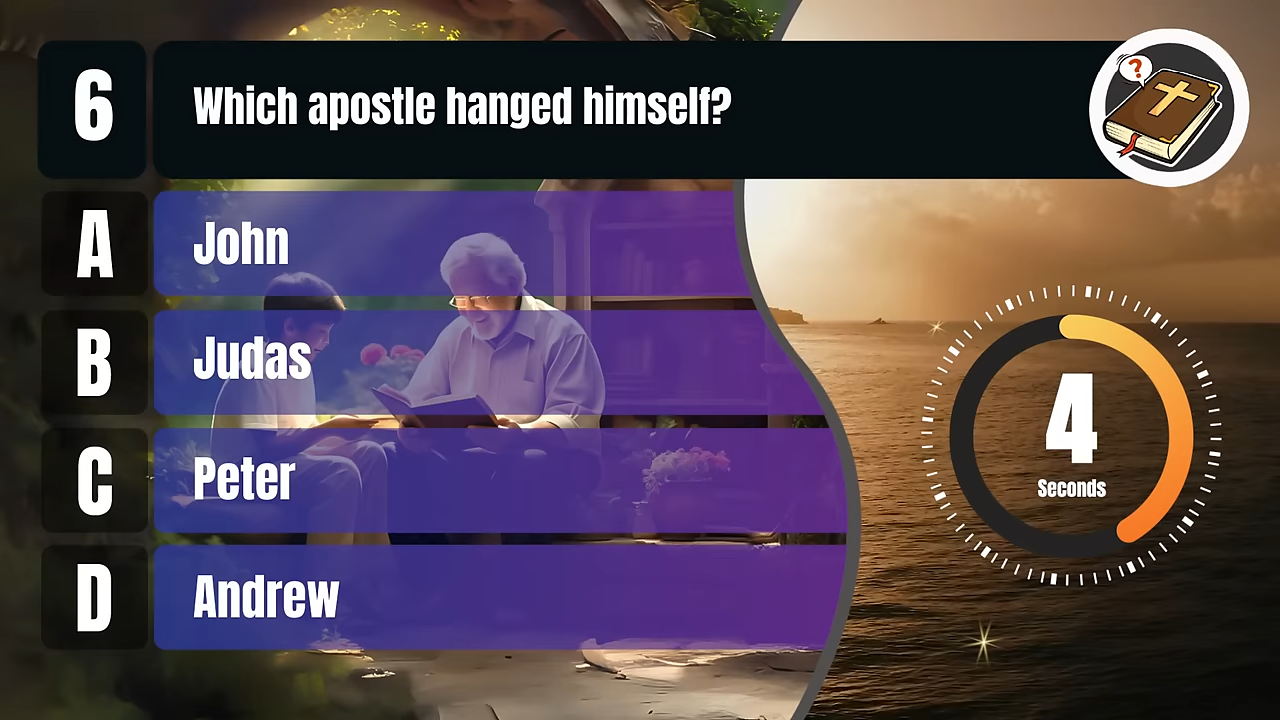 6
Which apostle hanged himself?
?
A
John
B
Judas
C
Peter
D
Andrew
4
Seconds